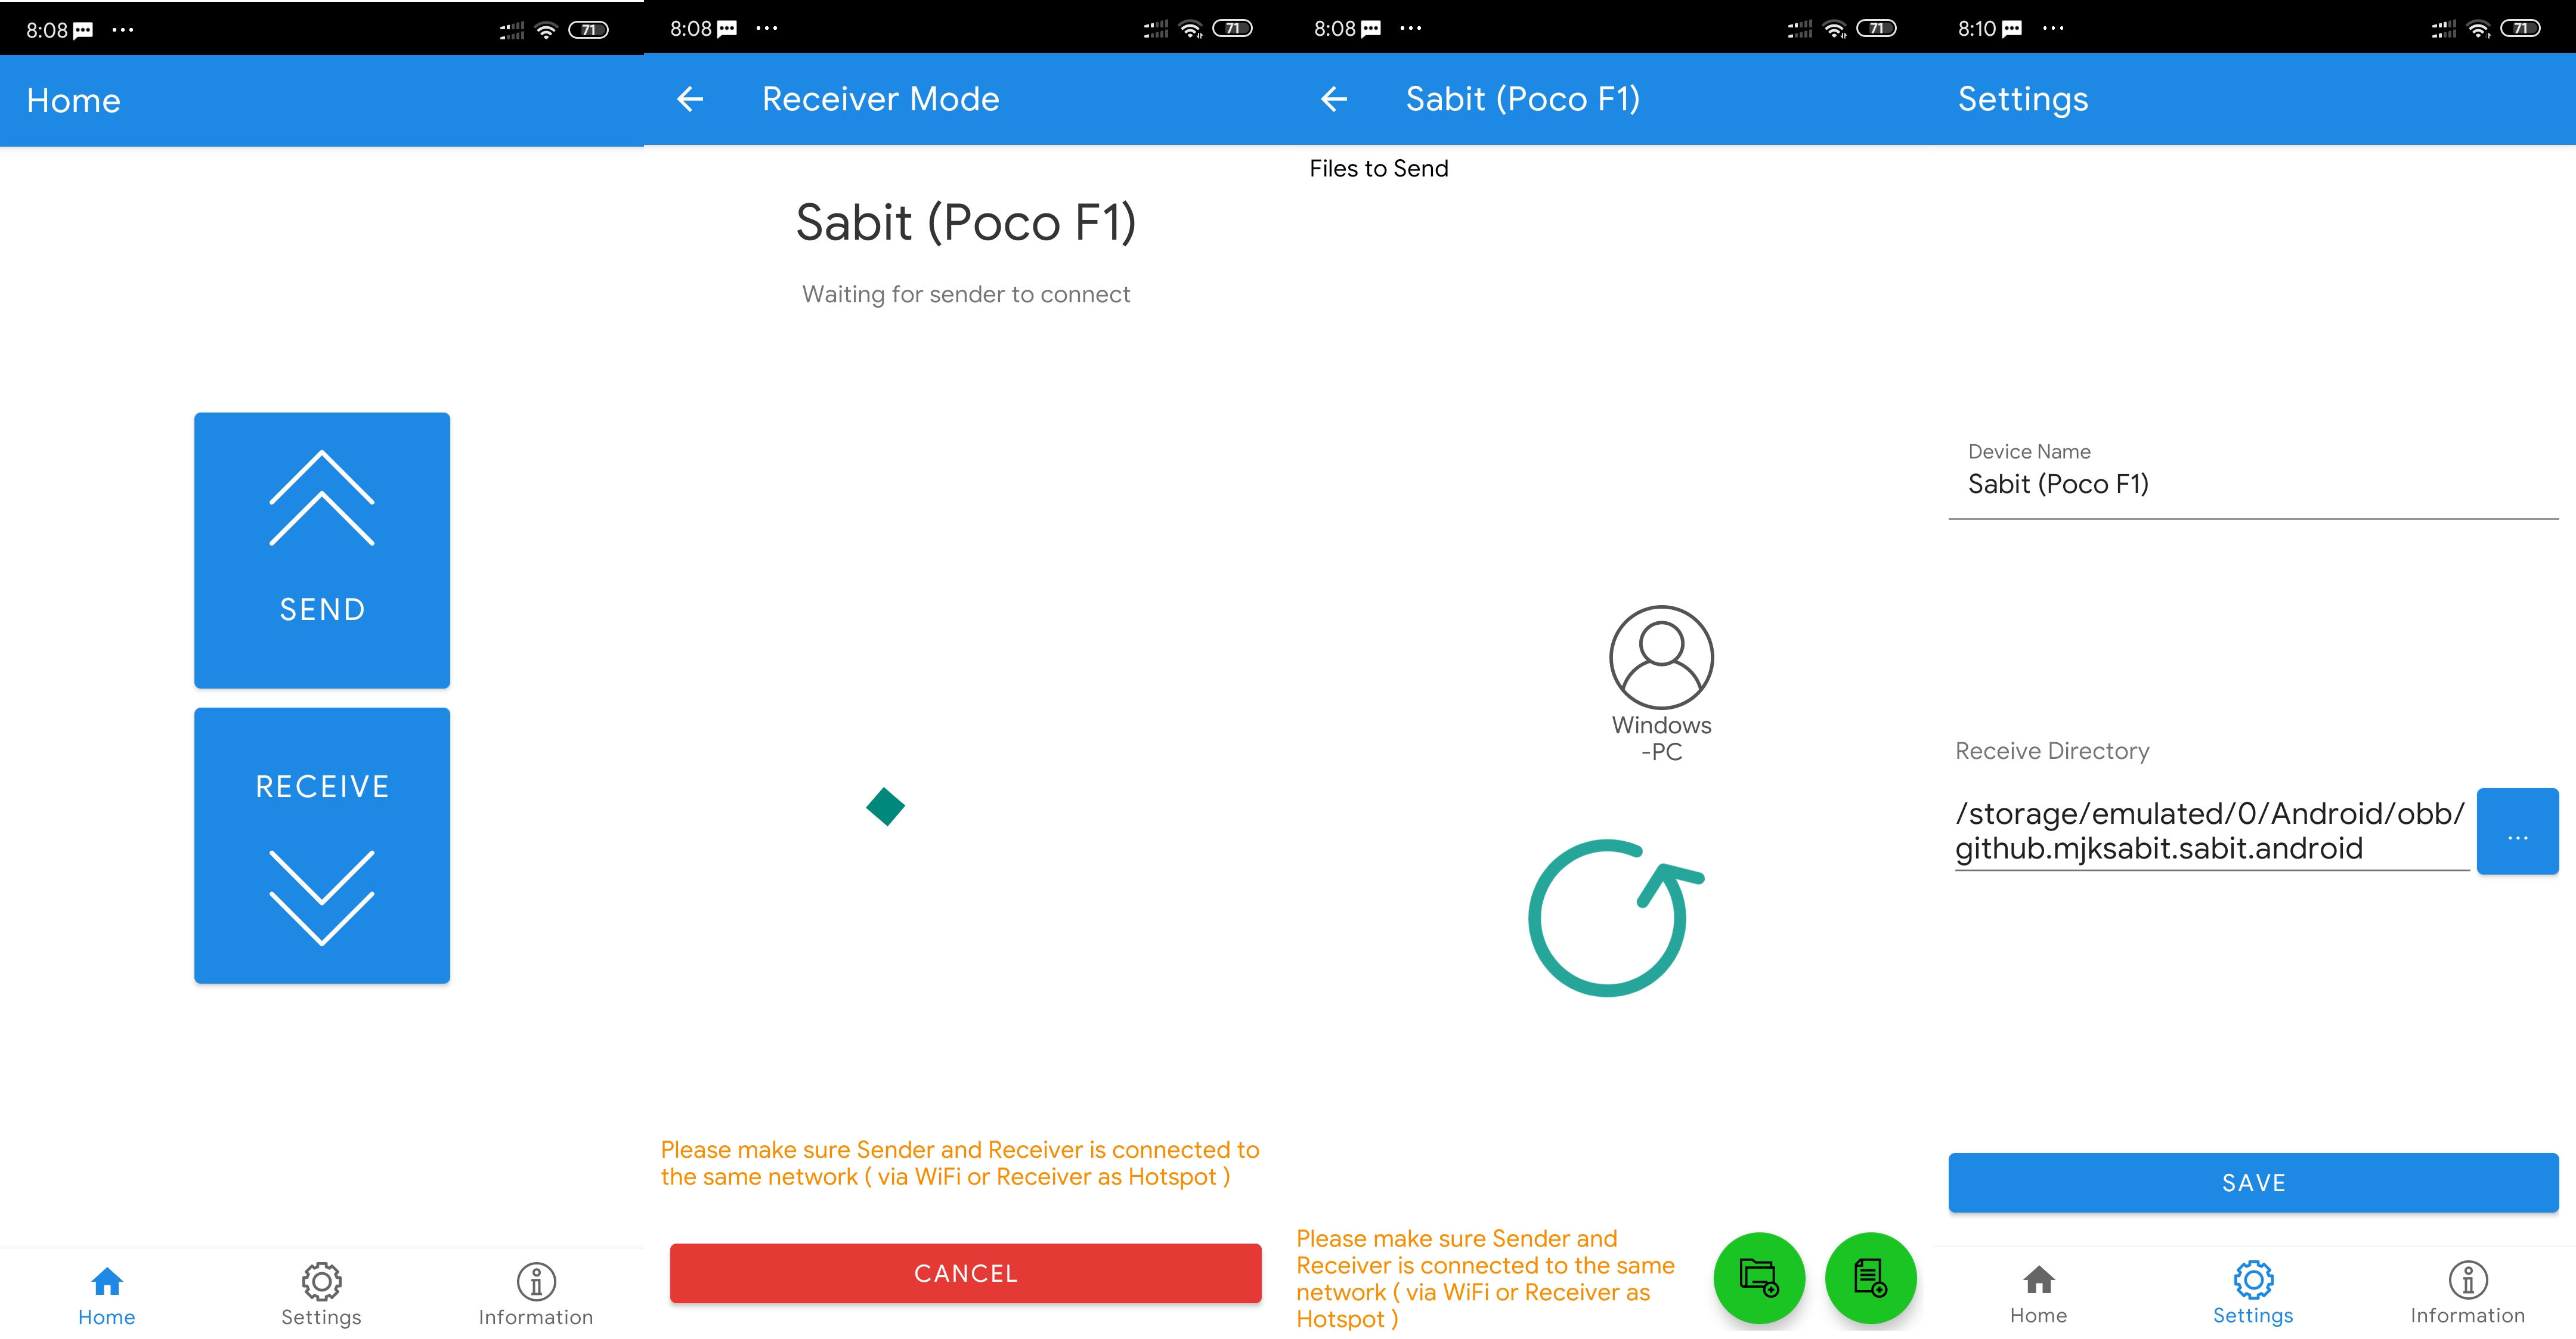 8:08
71
Home
SEND
RECEIVE
Home
Settings
Information
8:08
71
Receiver Mode
Sabit (Poco F1)
Waiting for sender to connect
Please make sure Sender and Receiver is connected to
the same network ( via WiFi or Receiver as Hotspot )
CANCEL
8:08
71
Sabit (Poco F1)
Files to Send
Windows
-PC
Please make sure Sender and
Receiver is connected to the same
network ( via WiFi or Receiver as
Hotspot )
8:10
71
Settings
Device Name
Sabit (Poco F1)
Receive Directory
/storage/emulated/0/Android/obb/
github.mjksabit.sabit.android
...
SAVE
Home
Settings
Information